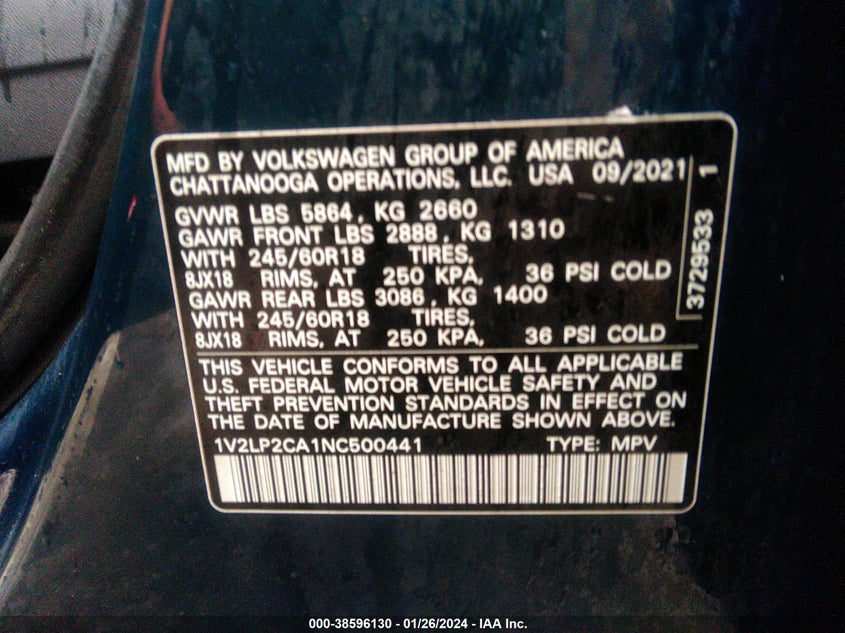 MFD BY VOLKSWAGEN GROUP OF AMERICA
CHATTANOOGA OPERATIONS, LLC. USA 09/2021
GVWR LBS 5864, KG 2660
GAWR FRONT LBS 2888, KG 1310
WITH 245/60R18 TIRES,
8JX18 RIMS, AT 250 KPA, 36 PSI COLD
GAWR REAR LBS 3086, KG 1400
WITH 245/60R18 TIRES,
8JX18 RIMS, AT 250 KPA, 36 PSI COLD
3729533 1
THIS VEHICLE CONFORMS TO ALL APPLICABLE
U.S. FEDERAL MOTOR VEHICLE SAFETY AND
THEFT PREVENTION STANDARDS IN EFFECT ON
THE DATE OF MANUFACTURE SHOWN ABOVE.
1V2LP2CA1NC500441 TYPE: MPV
000-38596130 - 01/26/2024 - IAA Inc.